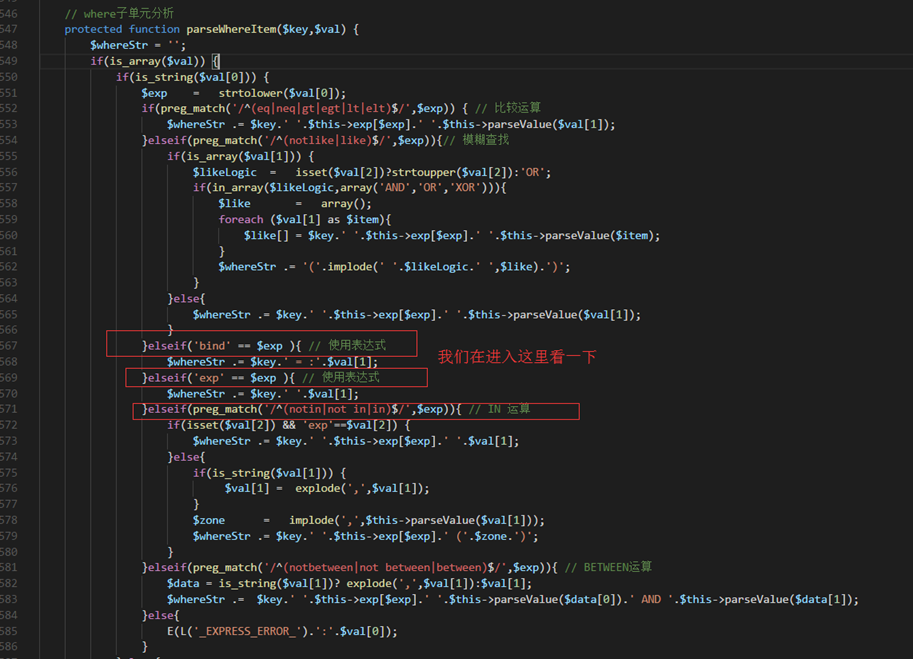 546 // where子单元分析
547 protected function parseWhereItem($key,$val) {
548 $whereStr = '';
549 if(is_array($val)) {
550 if(is_string($val[0])) {
551 $exp = strtolower($val[0]);
552 if(preg_match('/^(eq|neq|gt|egt|lt|elt)$/',$exp)) { // 比较运算
553 $whereStr .= $key.' '.$this->exp[$exp].' '.$this->parseValue($val[1]);
554 }elseif(preg_match('/^(notlike|like)$/',$exp)){// 模糊查找
555 if(is_array($val[1])) {
556 $likeLogic = isset($val[2])?strtoupper($val[2]):'OR';
557 if(in_array($likeLogic,array('AND','OR','XOR'))){
558 $like = array();
559 foreach ($val[1] as $item){
560 $like[] = $key.' '.$this->exp[$exp].' '.$this->parseValue($item);
561 }
562 $whereStr .= '('.implode(' '.$likeLogic.' ',$like).')';
563 }
564 }else{
565 $whereStr .= $key.' '.$this->exp[$exp].' '.$this->parseValue($val[1]);
566 }
567 }elseif('bind' == $exp ){ // 使用表达式
我们在进入这里看一下
568 $whereStr .= $key.' = :'.$val[1];
569 }elseif('exp' == $exp ){ // 使用表达式
570 $whereStr .= $key.' '.$val[1];
571 }elseif(preg_match('/^(notin|not in|in)$/',$exp)){ // IN 运算
572 if(isset($val[2]) && 'exp'==$val[2]) {
573 $whereStr .= $key.' '.$this->exp[$exp].' '.$val[1];
574 }else{
575 if(is_string($val[1])) {
576 $val[1] = explode(',',$val[1]);
577 }
578 $zone = implode(',',$this->parseValue($val[1]));
579 $whereStr .= $key.' '.$this->exp[$exp].' ('.$zone.')';
580 }
581 }elseif(preg_match('/^(notbetween|not between|between)$/',$exp)){ // BETWEEN运算
582 $data = is_string($val[1])? explode(',',$val[1]):$val[1];
583 $whereStr .= $key.' '.$this->exp[$exp].' '.$this->parseValue($data[0]).' AND '.$this->parseValue($data[1]);
584 }else{
585 E(L('_EXPRESS_ERROR_').':'.$val[0]);
586 }